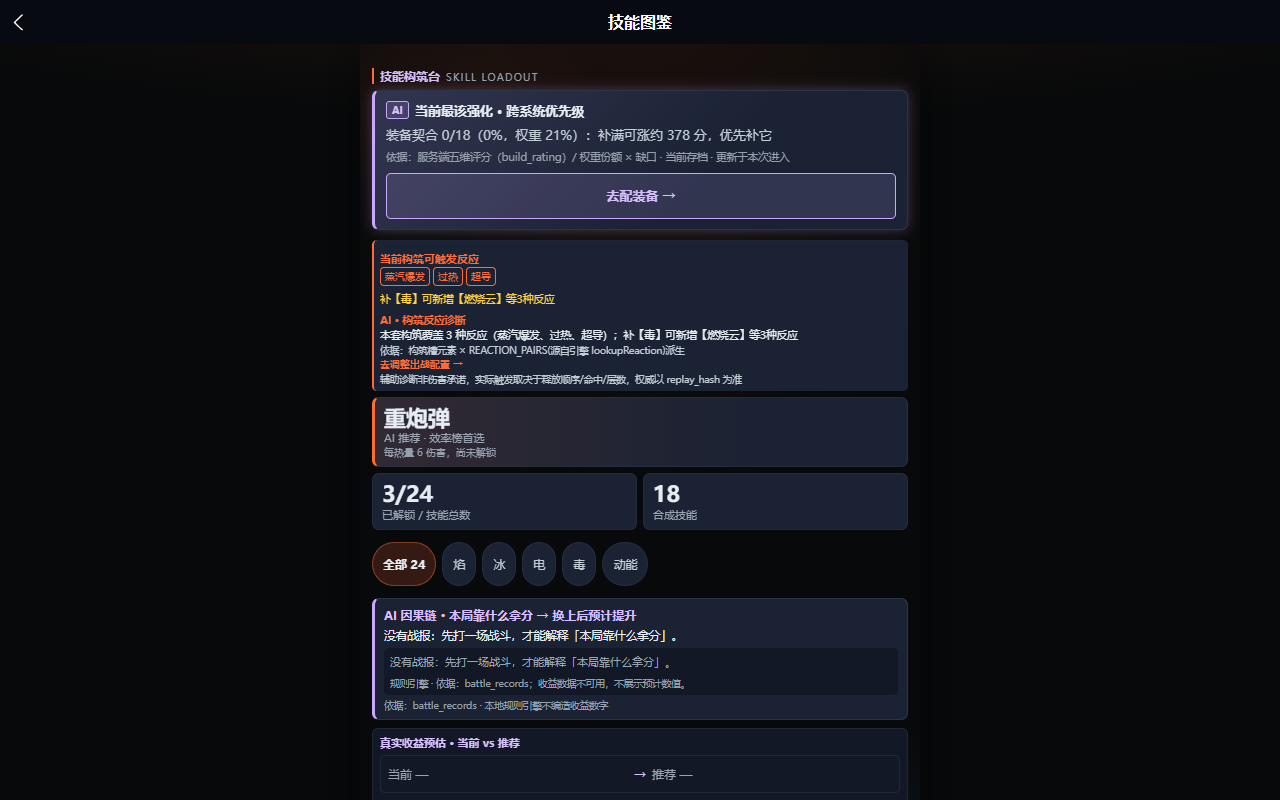 技能图鉴
技能构筑台 SKILL LOADOUT
AI 当前最该强化 • 跨系统优先级
装备契合 0/18（0%，权重 21%）：补满可涨约 378 分，优先补它
依据：服务端五维评分（build_rating）/ 权重份额 × 缺口 · 当前存档 · 更新于本次进入
去配装备 →
当前构筑可触发反应
蒸汽爆发 过热 超导
补【毒】可新增【燃烧云】等3种反应
AI • 构筑反应诊断
本套构筑覆盖 3 种反应（蒸汽爆发、过热、超导）；补【毒】可新增【燃烧云】等3种反应
依据：构筑槽元素 × REACTION_PAIRS(源自引擎 lookupReaction)派生
去调整出战配置 →
辅助诊断非伤害承诺，实际触发取决于释放顺序/命中/层数，权威以 replay_hash 为准
重炮弹
AI 推荐 · 效率榜首选
每热量 6 伤害，尚未解锁
3/24
已解锁 / 技能总数
18
合成技能
全部 24 焰 冰 电 毒 动能
AI 因果链 • 本局靠什么拿分 → 换上后预计提升
没有战报：先打一场战斗，才能解释「本局靠什么拿分」。
没有战报：先打一场战斗，才能解释「本局靠什么拿分」。
规则引擎 · 依据：battle_records；收益数据不可用，不展示预计数值。
依据：battle_records · 本地规则引擎不编造收益数字
真实收益预估 • 当前 vs 推荐
当前 — → 推荐 —